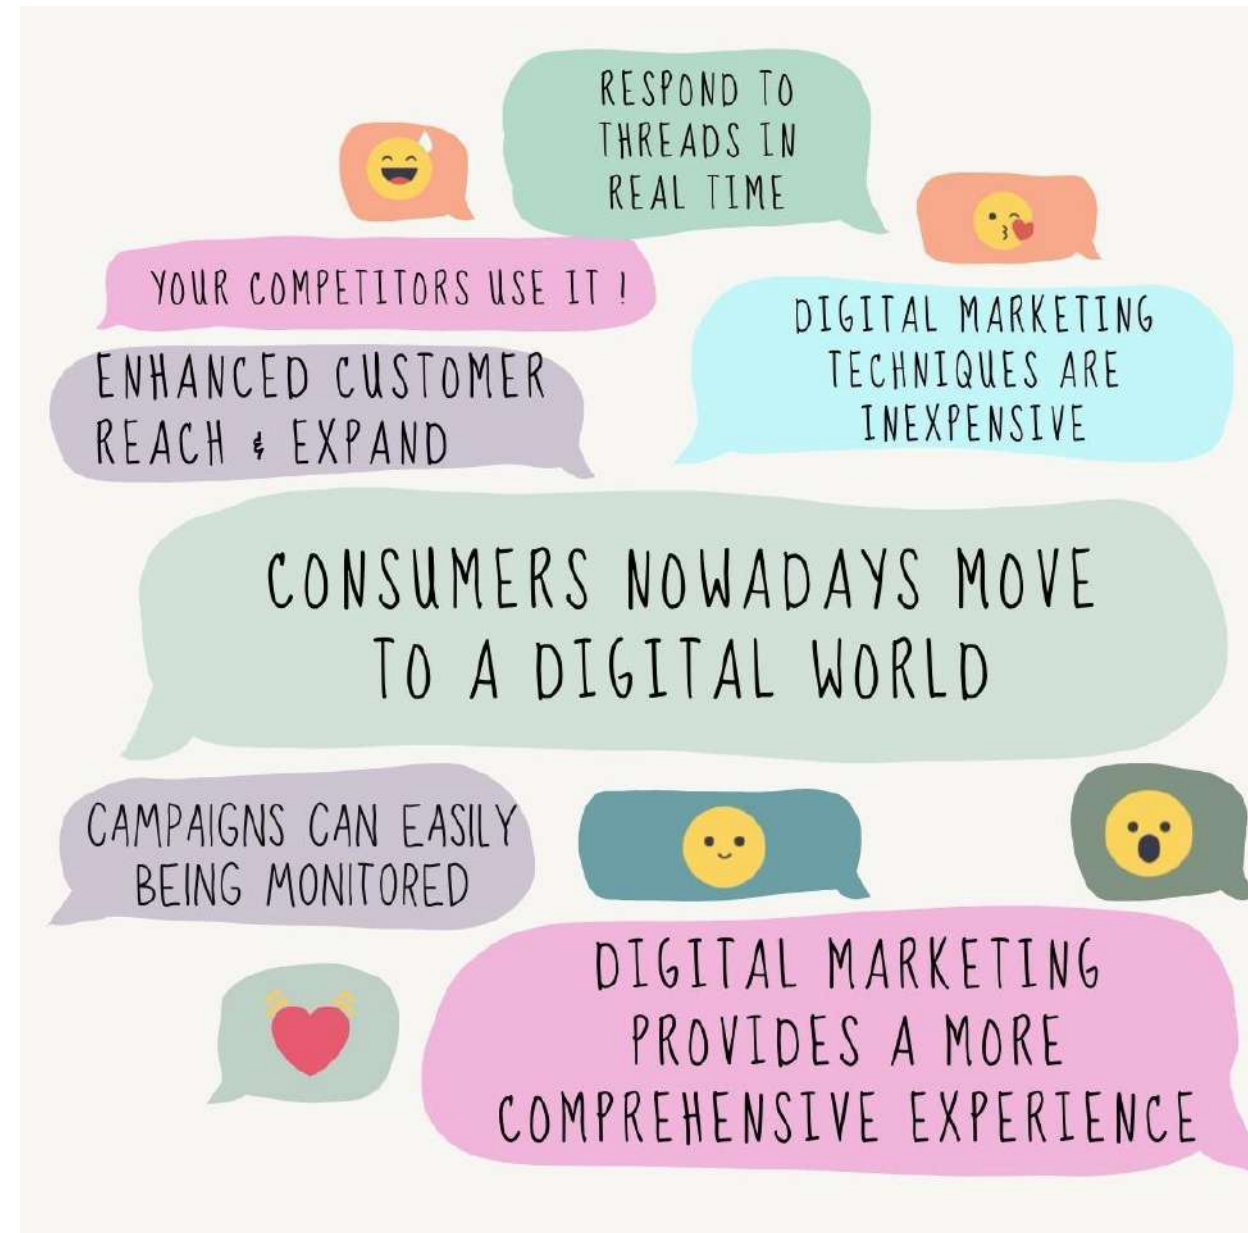 RESPOND TO
THREADS IN
REAL TIME
YOUR COMPETITORS USE IT !
DIGITAL MARKETING
TECHNIQUES ARE
INEXPENSIVE
ENHANCED CUSTOMER
REACH & EXPAND
CONSUMERS NOWADAYS MOVE
TO A DIGITAL WORLD
CAMPAIGNS CAN EASILY
BEING MONITORED
DIGITAL MARKETING
PROVIDES A MORE
COMPREHENSIVE EXPERIENCE